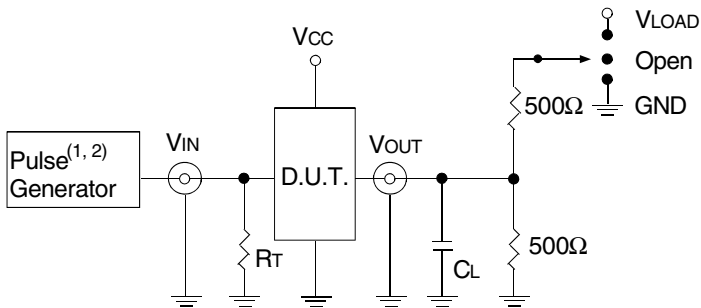 VCC
VLOAD
Open
GND
500Ω
Pulse(1, 2)
Generator
VIN
D.U.T.
VOUT
RT
CL
500Ω